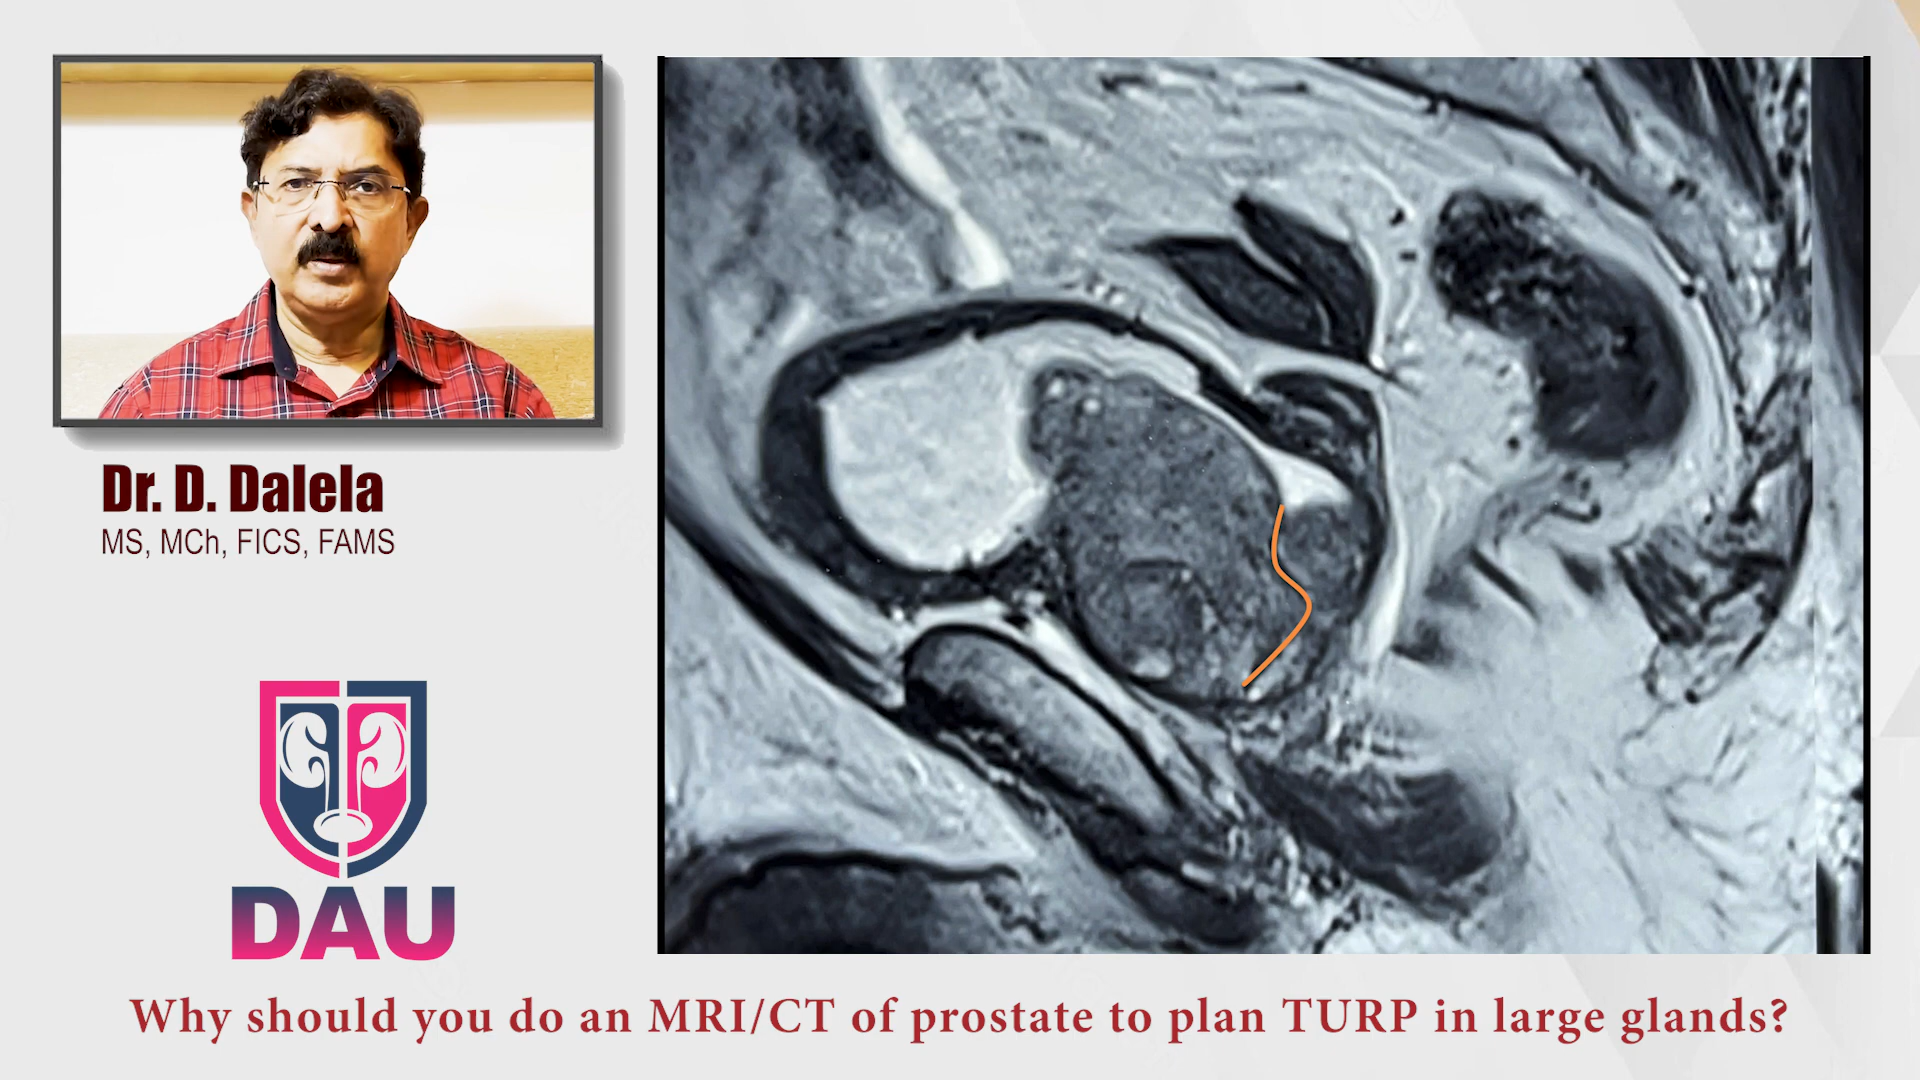 Dr. D. Dalela
MS, MCh, FICS, FAMS
DAU
Why should you do an MRI/CT of prostate to plan TURP in large glands?